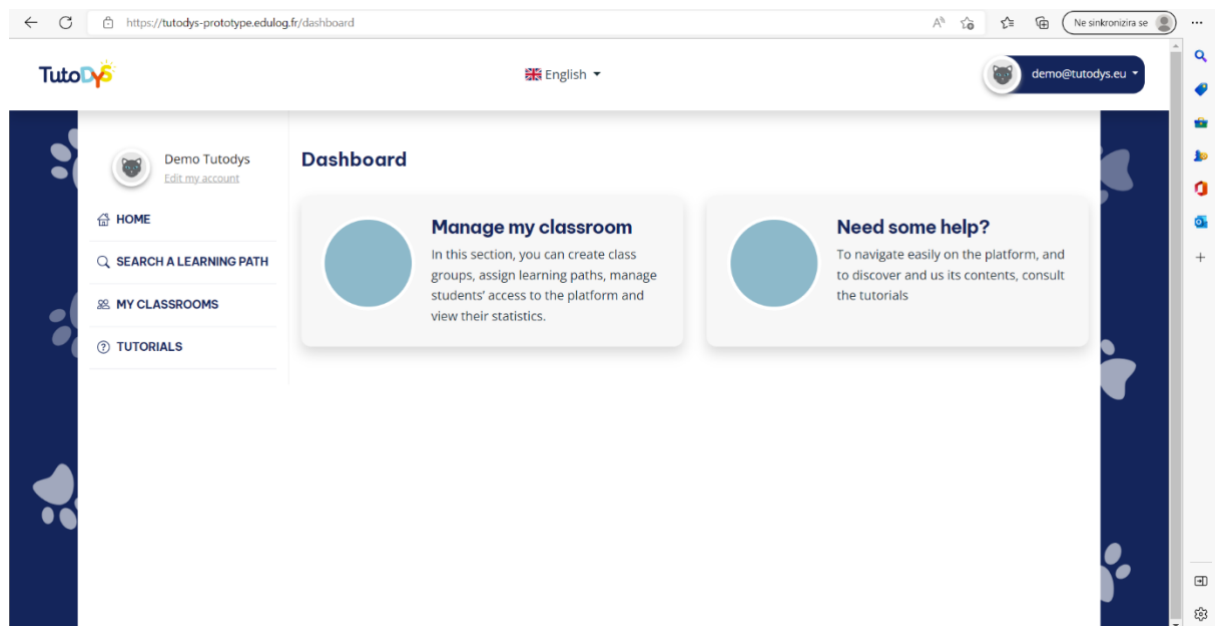 https://tutodys-prototype.edulog.fr/dashboard
Ne sinkronizira se
TutoDyS
English
demo@tutodys.eu
Demo Tutodys
Edit my account
HOME
SEARCH A LEARNING PATH
MY CLASSROOMS
TUTORIALS
Dashboard
Manage my classroom
In this section, you can create class
groups, assign learning paths, manage
students' access to the platform and
view their statistics.
Need some help?
To navigate easily on the platform, and
to discover and us its contents, consult
the tutorials